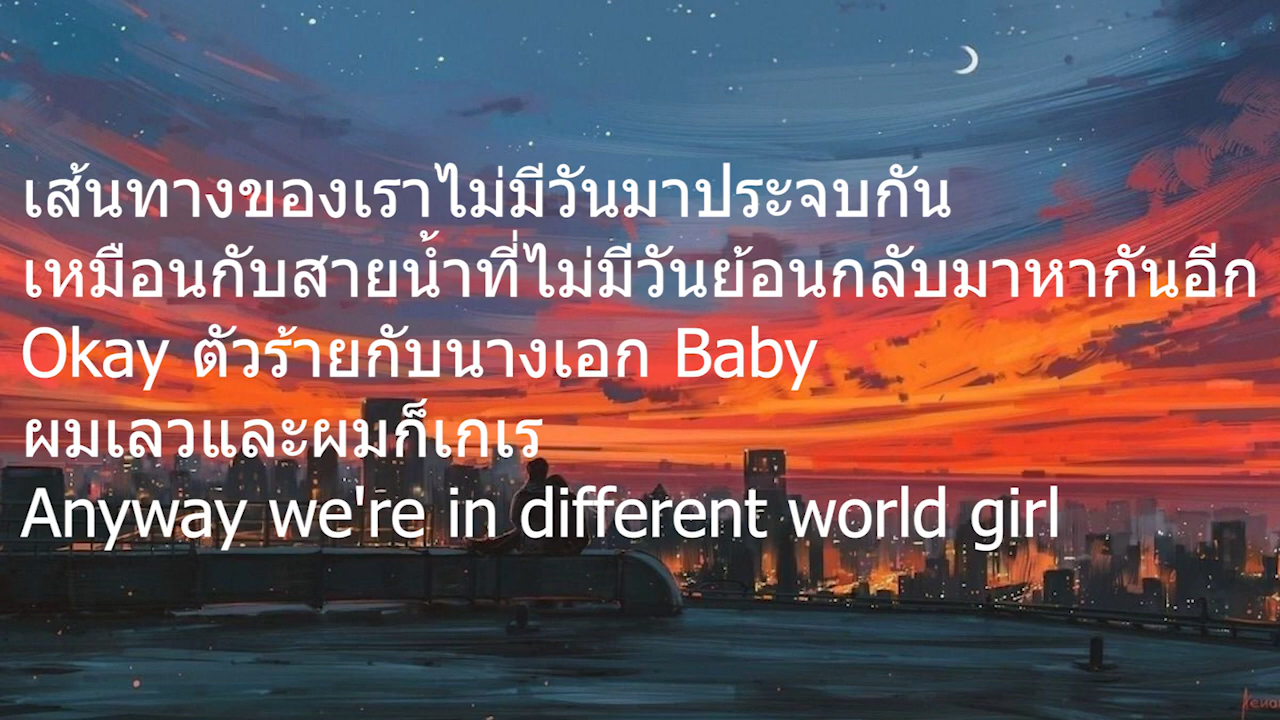 เส้นทางของเราไม่มีวันมาประจบกัน
เหมือนกับสายน้ำที่ไม่มีวันย้อนกลับมาหากันอีก
Okay ตัวร้ายกับนางเอก Baby
ผมเลวและผมก็เกเร
Anyway we're in different world girl